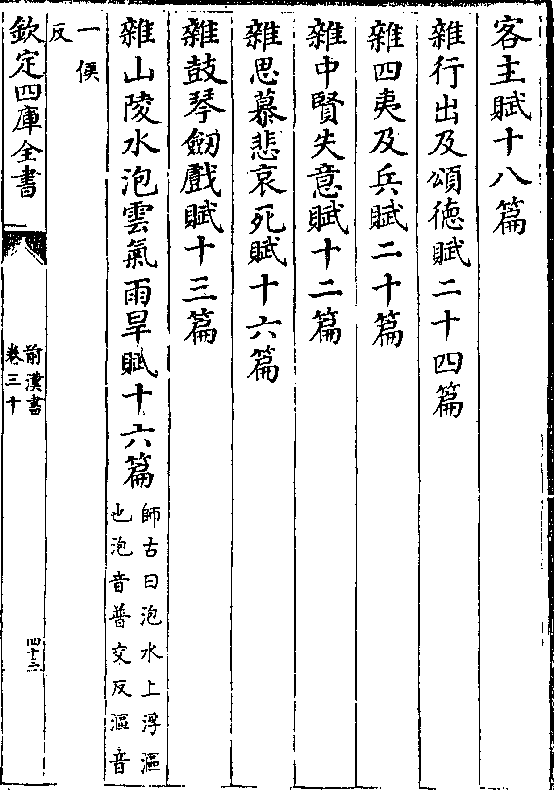 客主賦十八篇
雜行出及頌德賦二十四篇
雜四夷及兵賦二十篇
雜中賢失意賦十二篇
雜思慕悲哀死賦十六篇
雜鼓琴劒戲賦十三篇
雜山陵水泡雲氣雨旱賦十六篇
師古曰泡水上浮漚
也泡音普交反漚音
一侯
反
欽定四庫全書
前漢書
卷三十